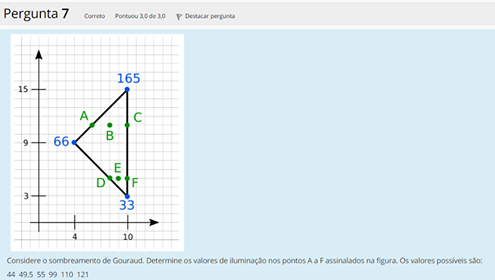 Pergunta 7 Correto Pontuou 3,0 de 3,0 Destacar pergunta
165
15
A
C
B
66
9
E
D
F
3
33
4
10
Considere o sombreamento de Gouraud. Determine os valores de iluminação nos pontos A a F assinalados na figura. Os valores possíveis são:
44 49.5 55 99 110 121